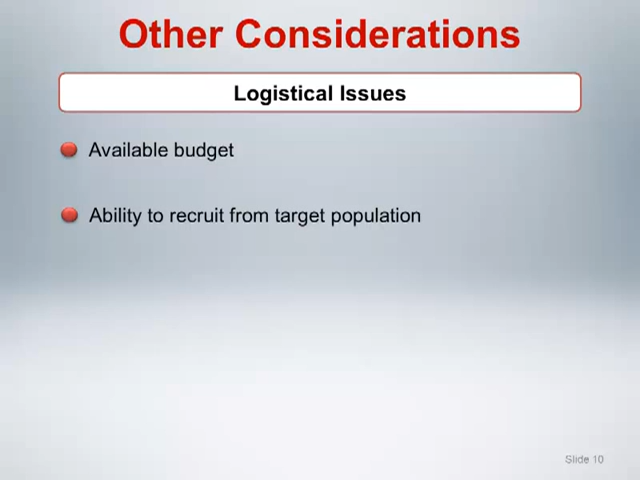 Other Considerations
Logistical Issues
Available budget
Ability to recruit from target population
Slide 10